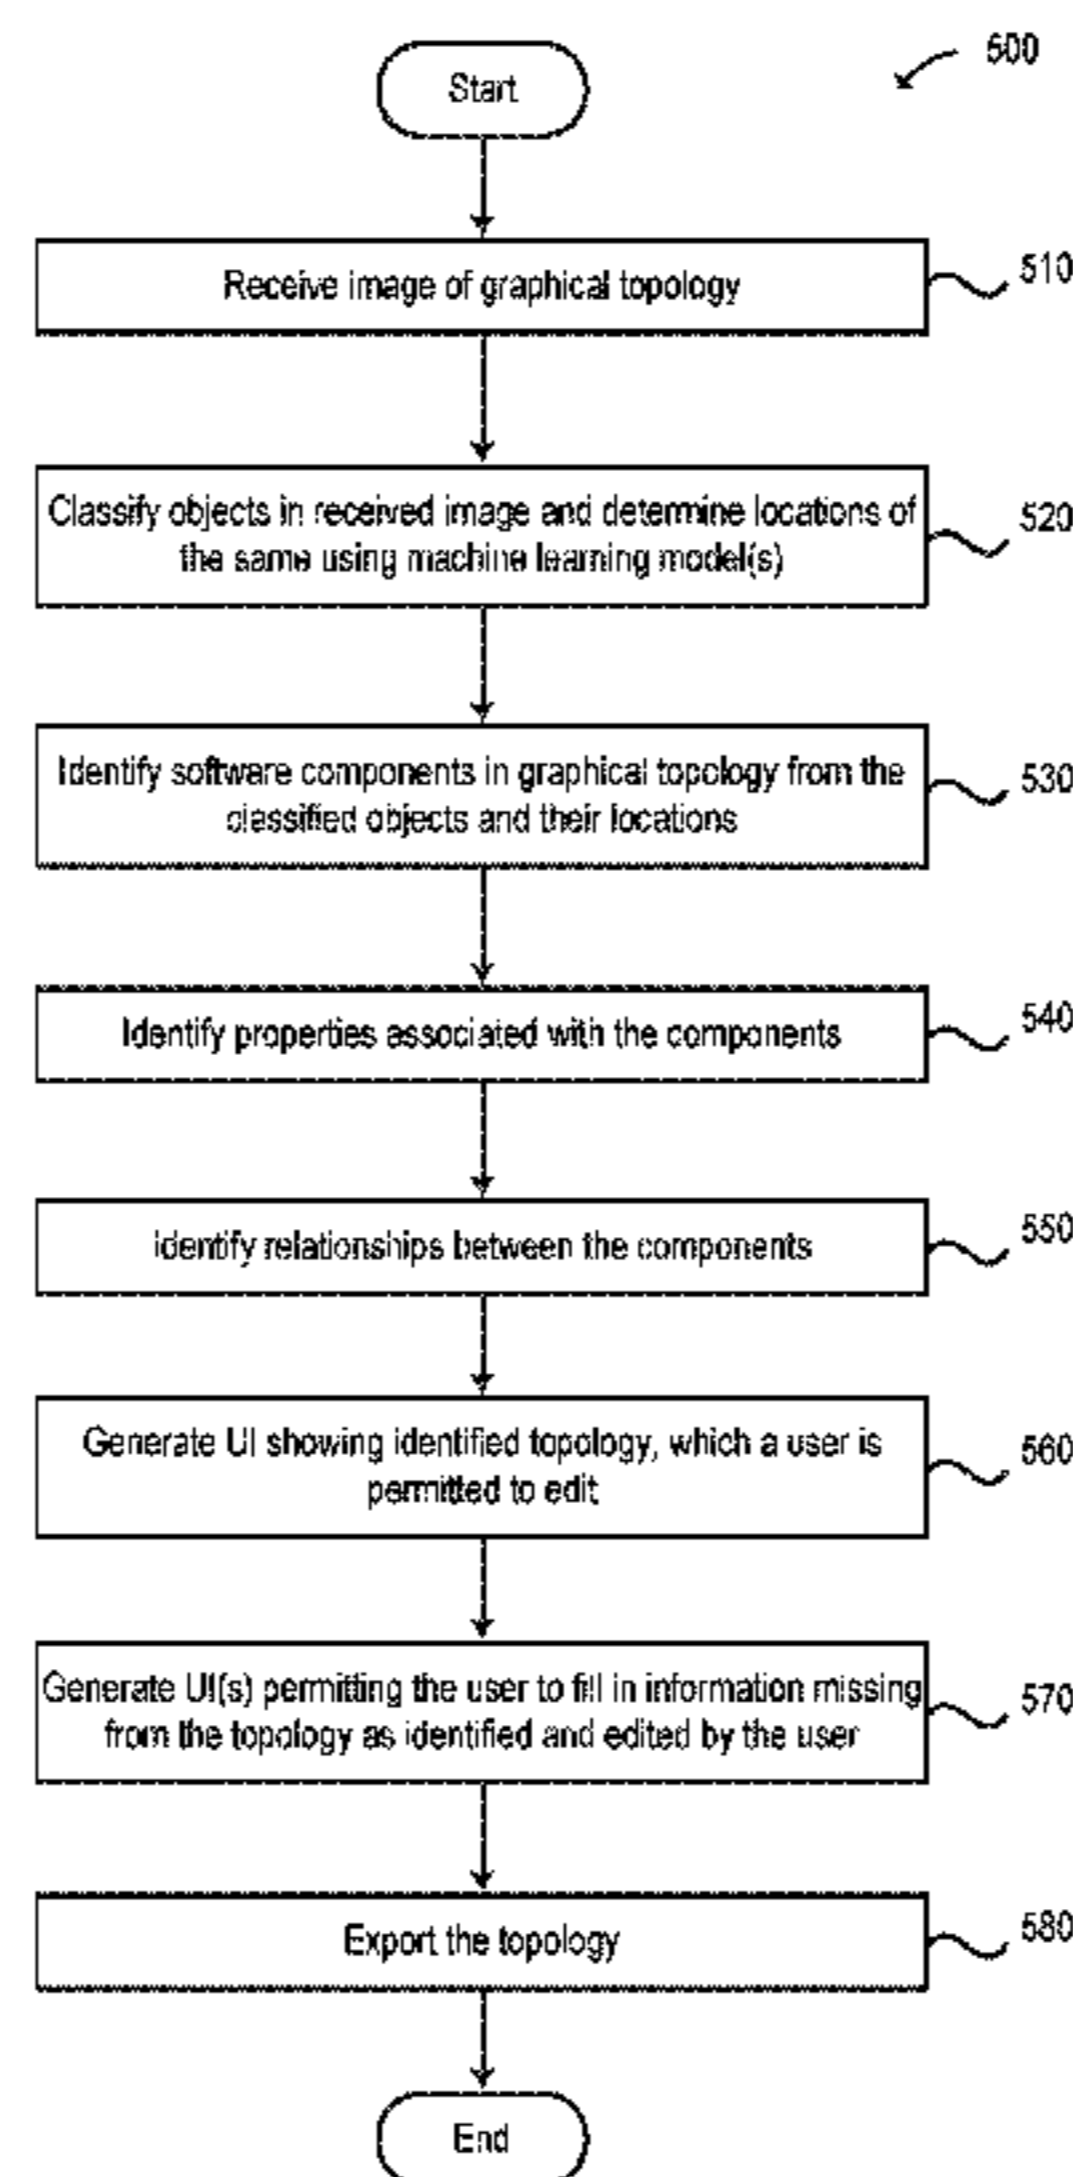 500
Start
Receive image of graphical topology
510
Classify objects in received image and determine locations of
the same using machine learning model(s)
520
Identify software components in graphical topology from the
classified objects and their locations
530
Identify properties associated with the components
540
Identify relationships between the components
550
Generate UI showing identified topology, which a user is
permitted to edit
560
Generate UI(s) permitting the user to fill in information missing
from the topology as identified and edited by the user
570
Export the topology
580
End